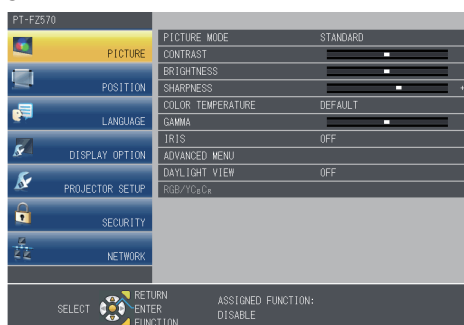 PT-FZ570
PICTURE
POSITION
LANGUAGE
DISPLAY OPTION
PROJECTOR SETUP
SECURITY
NETWORK
PICTURE MODE STANDARD
CONTRAST
BRIGHTNESS
SHARPNESS +
COLOR TEMPERATURE DEFAULT
GAMMA
IRIS OFF
ADVANCED MENU
DAYLIGHT VIEW OFF
RGB/YCBCR
SELECT
RETURN
ENTER
FUNCTION
ASSIGNED FUNCTION:
DISABLE